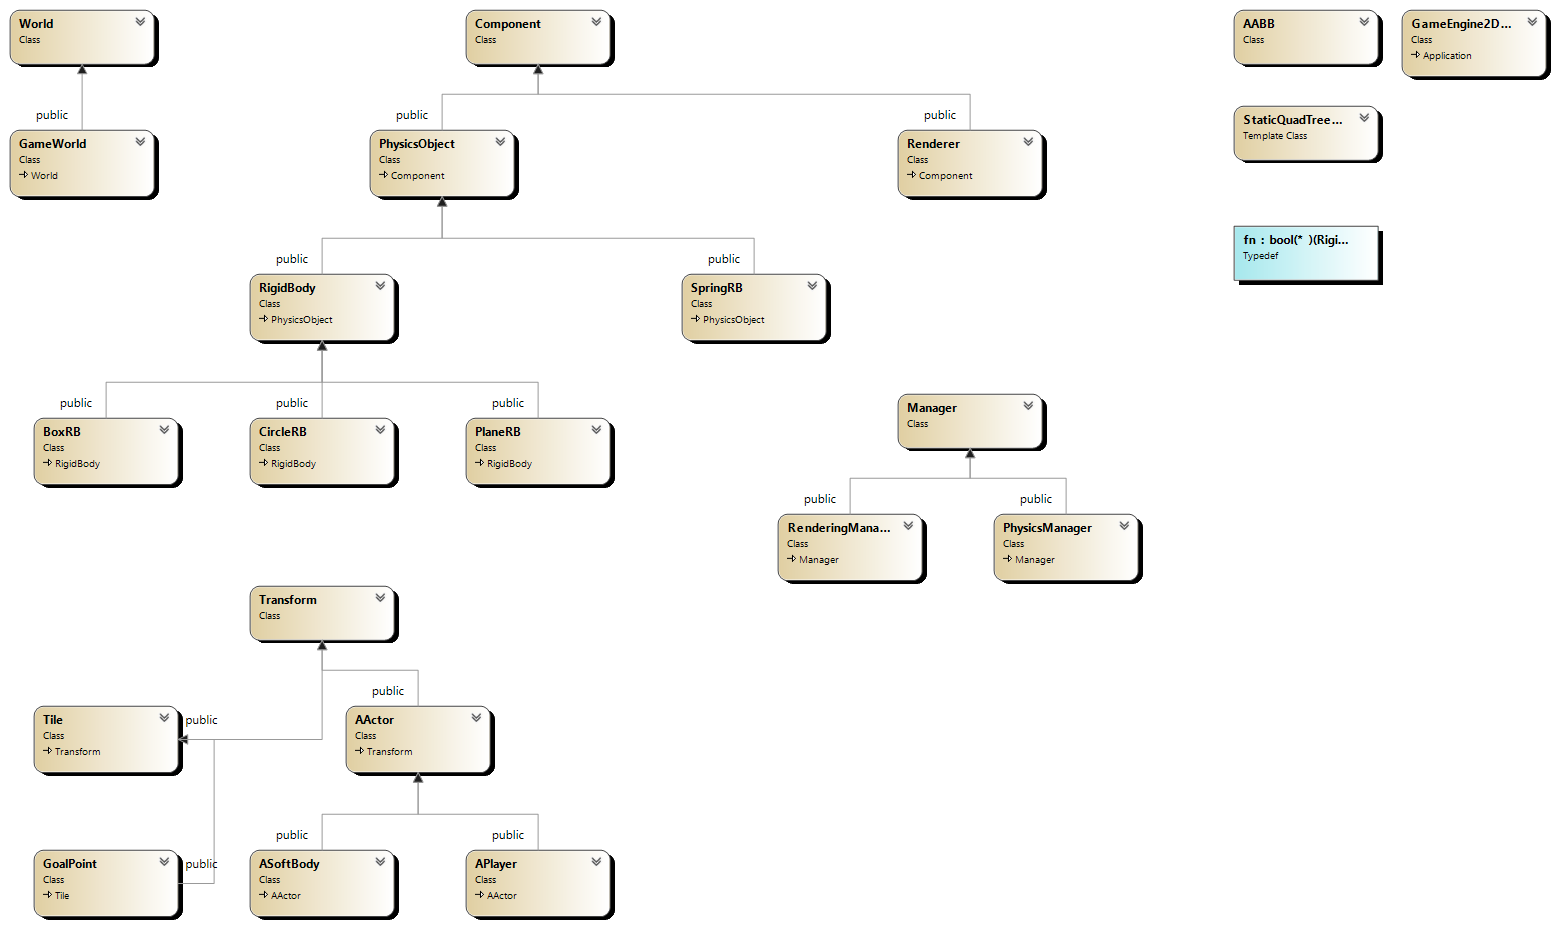 World
Class
Component
Class
AABB
Class
GameEngine2D...
Class
Application
public
GameWorld
Class
World
public
PhysicsObject
Class
Component
public
Renderer
Class
Component
StaticQuadTree...
Template Class
fn : bool(* )(Rigi...
Typedef
public
RigidBody
Class
PhysicsObject
public
SpringRB
Class
PhysicsObject
public
BoxRB
Class
RigidBody
public
CircleRB
Class
RigidBody
public
PlaneRB
Class
RigidBody
Manager
Class
public
RenderingMana...
Class
Manager
public
PhysicsManager
Class
Manager
Transform
Class
Tile
Class
Transform
public
public
AActor
Class
Transform
GoalPoint
Class
Tile
public
public
ASoftBody
Class
AActor
public
APlayer
Class
AActor